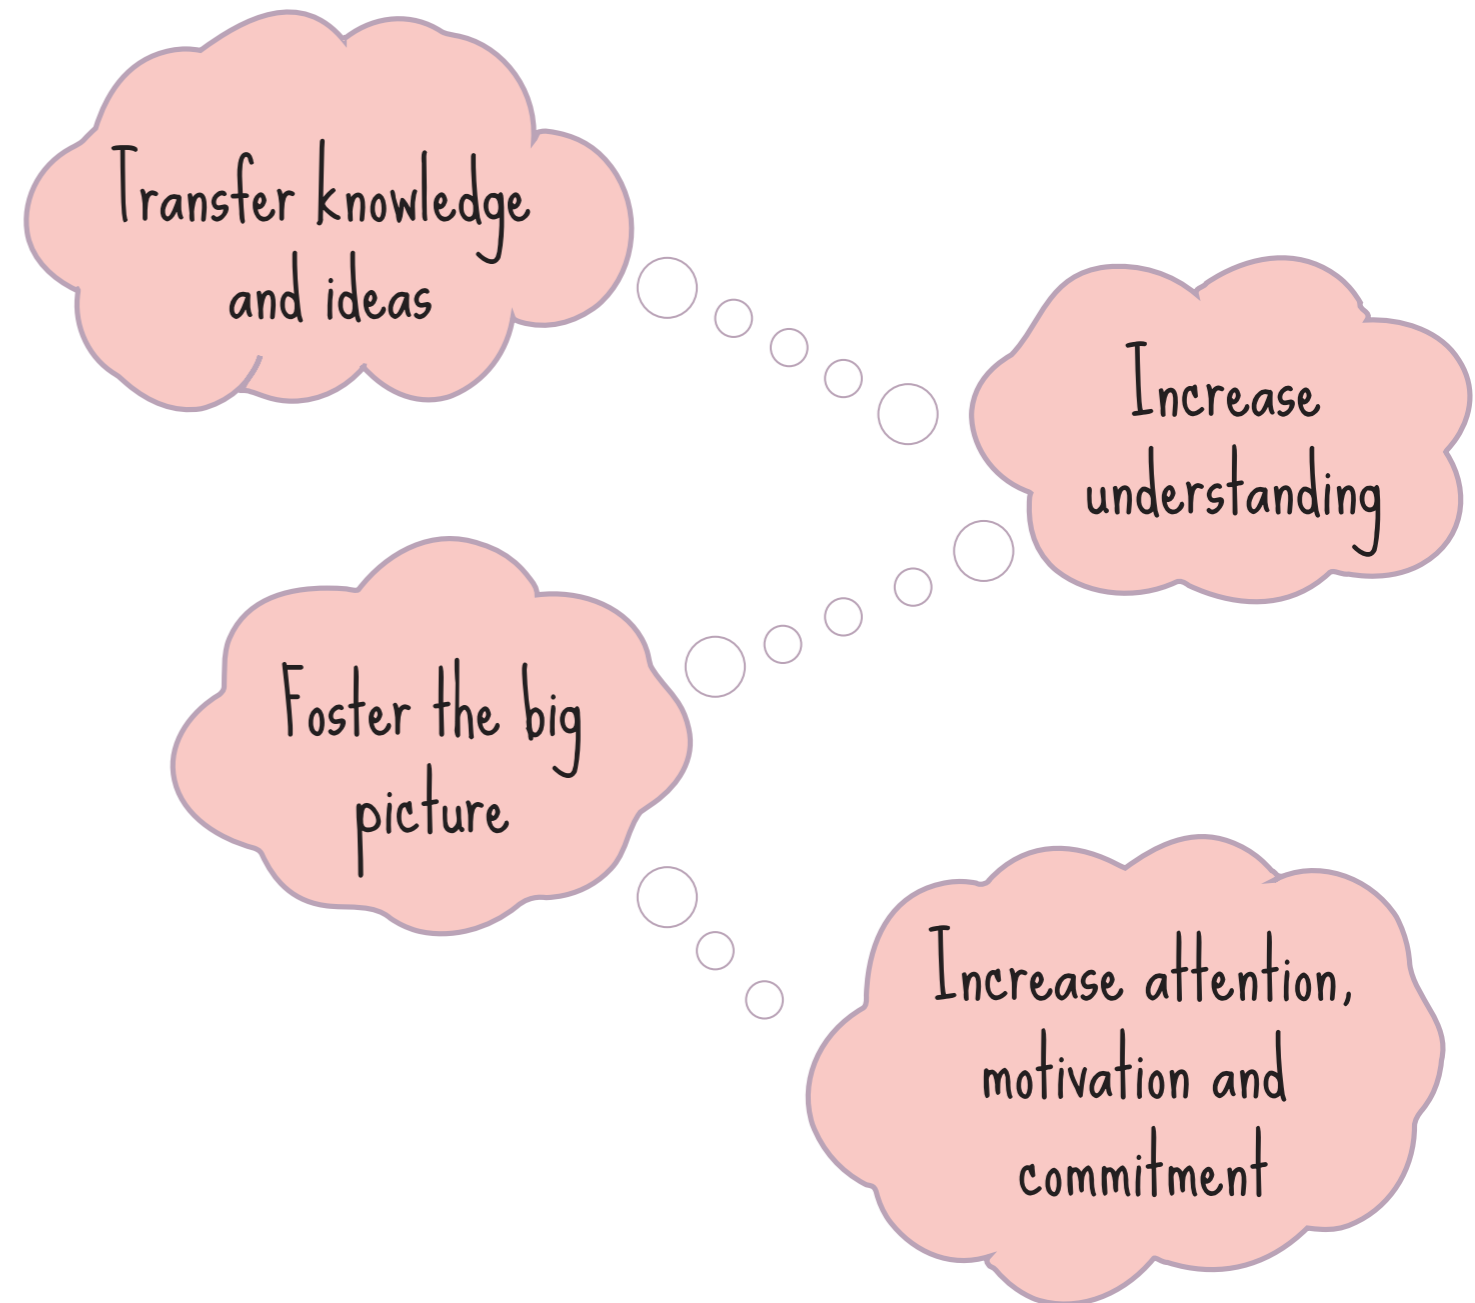 Transfer knowledge
and ideas
Increase
understanding
Foster the big
picture
Increase attention,
motivation and
commitment